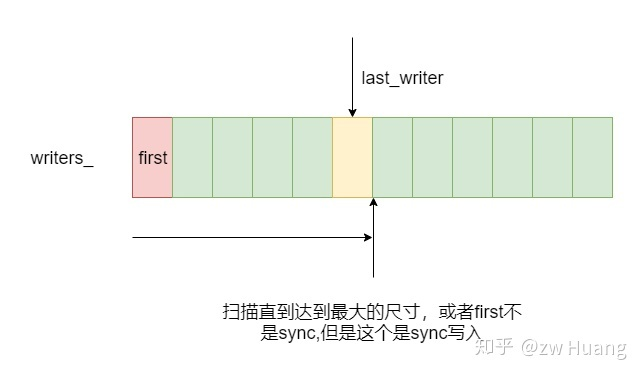 last_writer
writers_
first
扫描直到达到最大的尺寸，或者first不
是sync,但是这个是sync写入
知乎 @zw Huang